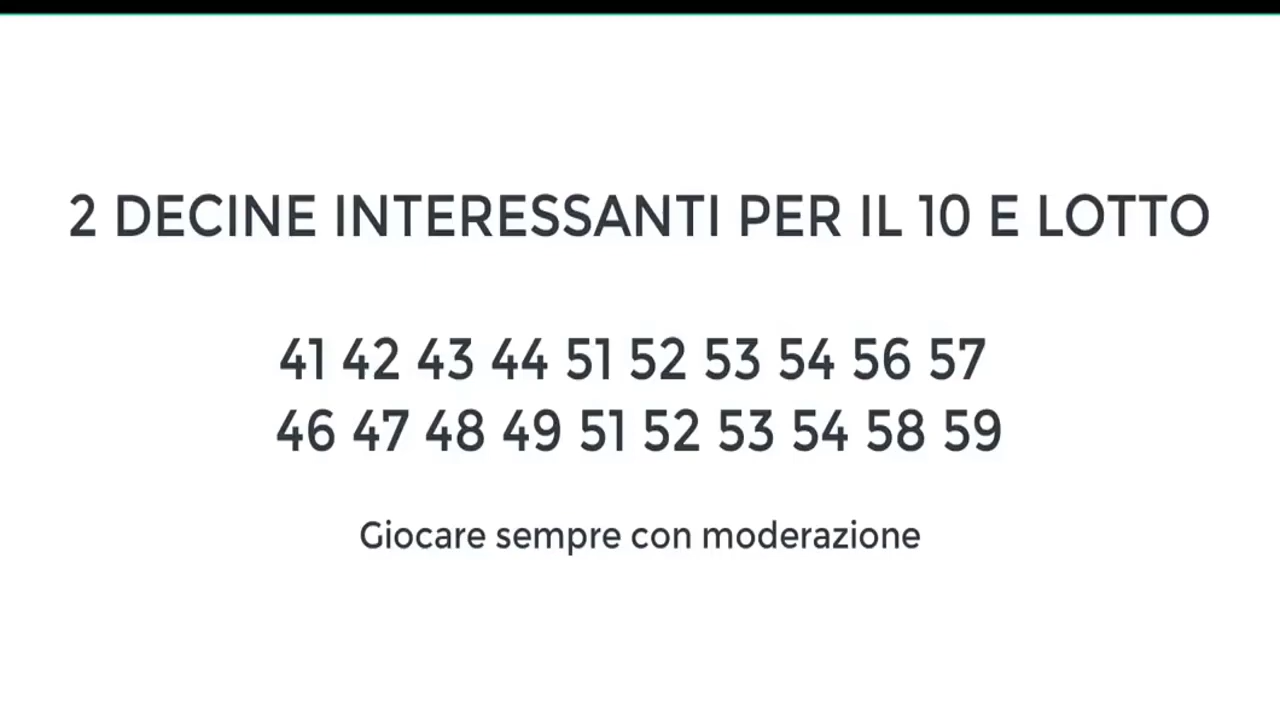 2 DECINE INTERESSANTI PER IL 10 E LOTTO
41 42 43 44 51 52 53 54 56 57
46 47 48 49 51 52 53 54 58 59
Giocare sempre con moderazione